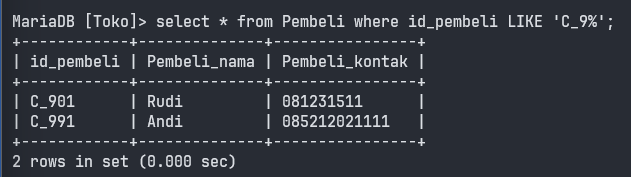 MariaDB [Toko]> select * from Pembeli where id_pembeli LIKE 'C_9%';
+------------+--------------+----------------+
| id_pembeli | Pembeli_nama | Pembeli_kontak |
+------------+--------------+----------------+
| C_901      | Rudi         | 081231511      |
| C_991      | Andi         | 085212021111   |
+------------+--------------+----------------+
2 rows in set (0.000 sec)